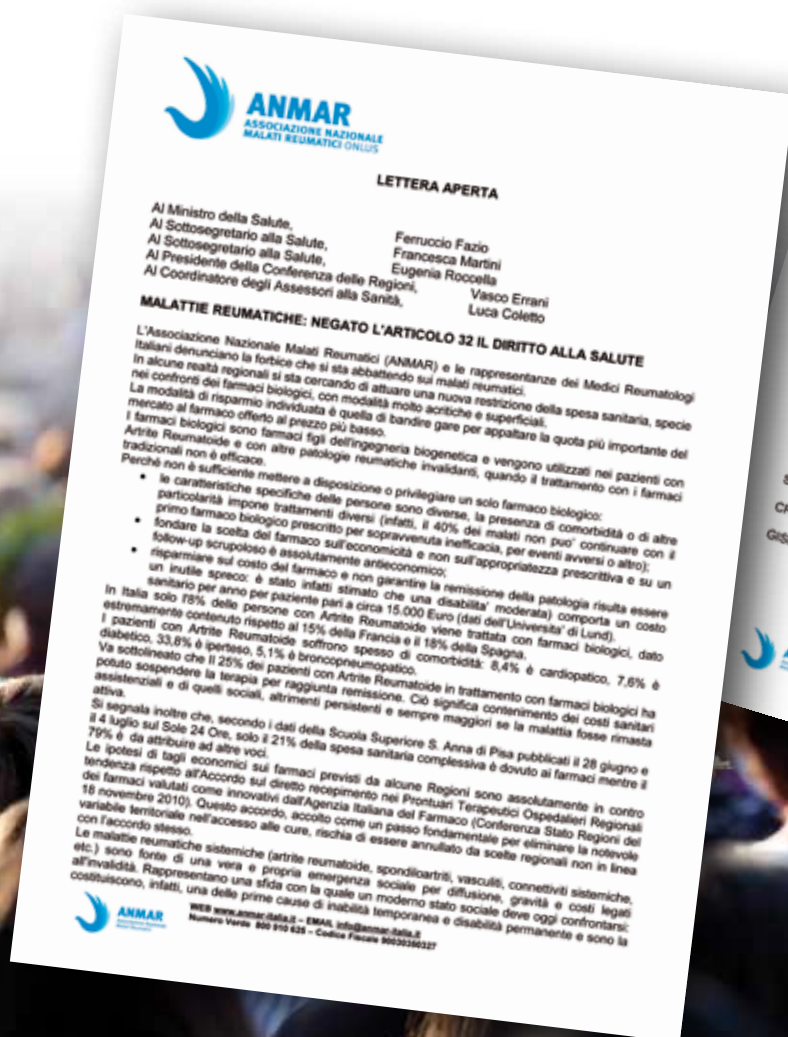 ANMAR
ASSOCIAZIONE NAZIONALE
MALATI REUMATICI ONLUS
LETTERA APERTA
Al Ministro della Salute, Ferruccio Fazio
Al Sottosegretario alla Salute, Francesca Martini
Al Sottosegretario alla Salute, Eugenia Roccella
Al Presidente della Conferenza delle Regioni, Vasco Errani
Al Coordinatore degli Assessori alla Sanità, Luca Coletto
MALATTIE REUMATICHE: NEGATO L'ARTICOLO 32 IL DIRITTO ALLA SALUTE
L'Associazione Nazionale Malati Reumatici (ANMAR) e le rappresentanze dei Medici Reumatologi
Italiani denunciano la forbice che si sta abbattendo sui malati reumatici.
In alcune realtà regionali si sta cercando di attuare una nuova restrizione della spesa sanitaria, specie
nei confronti dei farmaci biologici, con modalità molto acritiche e superficiali.
La modalità di risparmio individuata è quella di bandire gare per appaltare la quota più importante del
mercato al farmaco offerto al prezzo più basso.
I farmaci biologici sono farmaci figli dell'ingegneria biogenetica e vengono utilizzati nei pazienti con
Artrite Reumatoide e con altre patologie reumatiche invalidanti, quando il trattamento con i farmaci
tradizionali non è efficace.
Perché non è sufficiente mettere a disposizione o privilegiare un solo farmaco biologico:
• le caratteristiche specifiche delle persone sono diverse, la presenza di comorbidità o di altre
particolarità impone trattamenti diversi (infatti, il 40% dei malati non puo' continuare con il
primo farmaco biologico prescritto per sopravvenuta inefficacia, per eventi avversi o altro);
• fondare la scelta del farmaco sull'economicità e non sull'appropriatezza prescrittiva e su un
follow-up scrupoloso è assolutamente antieconomico;
• risparmiare sul costo del farmaco e non garantire la remissione della patologia risulta essere
un inutile spreco: è stato infatti stimato che una disabilita' moderata) comporta un costo
sanitario per anno per paziente pari a circa 15.000 Euro (dati dell'Universita' di Lund).
In Italia solo l'8% delle persone con Artrite Reumatoide viene trattata con farmaci biologici, dato
estremamente contenuto rispetto al 15% della Francia e il 18% della Spagna.
I pazienti con Artrite Reumatoide soffrono spesso di comorbidità: 8,4% è cardiopatico, 7,6% è
diabetico, 33,8% è iperteso, 5,1% è broncopneumopatico.
Va sottolineato che il 25% dei pazienti con Artrite Reumatoide in trattamento con farmaci biologici ha
potuto sospendere la terapia per raggiunta remissione. Ciò significa contenimento dei costi sanitari
assistenziali e di quelli sociali, altrimenti persistenti e sempre maggiori se la malattia fosse rimasta
attiva.
Si segnala inoltre che, secondo i dati della Scuola Superiore S. Anna di Pisa pubblicati il 28 giugno e
il 4 luglio sul Sole 24 Ore, solo il 21% della spesa sanitaria complessiva è dovuto ai farmaci mentre il
79% è da attribuire ad altre voci.
Le ipotesi di tagli economici sui farmaci previsti da alcune Regioni sono assolutamente in contro
tendenza rispetto all'Accordo sul diretto recepimento nei Prontuari Terapeutici Ospedalieri Regionali
dei farmaci valutati come innovativi dall'Agenzia Italiana del Farmaco (Conferenza Stato Regioni del
18 novembre 2010). Questo accordo, accolto come un passo fondamentale per eliminare la notevole
variabile territoriale nell'accesso alle cure, rischia di essere annullato da scelte regionali non in linea
con l'accordo stesso.
Le malattie reumatiche sistemiche (artrite reumatoide, spondiloartriti, vasculiti, connettiviti sistemiche,
etc.) sono fonte di una vera e propria emergenza sociale per diffusione, gravità e costi legati
all'invalidità. Rappresentano una sfida con la quale un moderno stato sociale deve oggi confrontarsi:
costituiscono, infatti, una delle prime cause di inabilità temporanea e disabilità permanente e sono la
ANMAR
WEB www.anmar-italia.it – EMAIL info@anmar-italia.it
Numero Verde 800 910 625 – Codice Fiscale